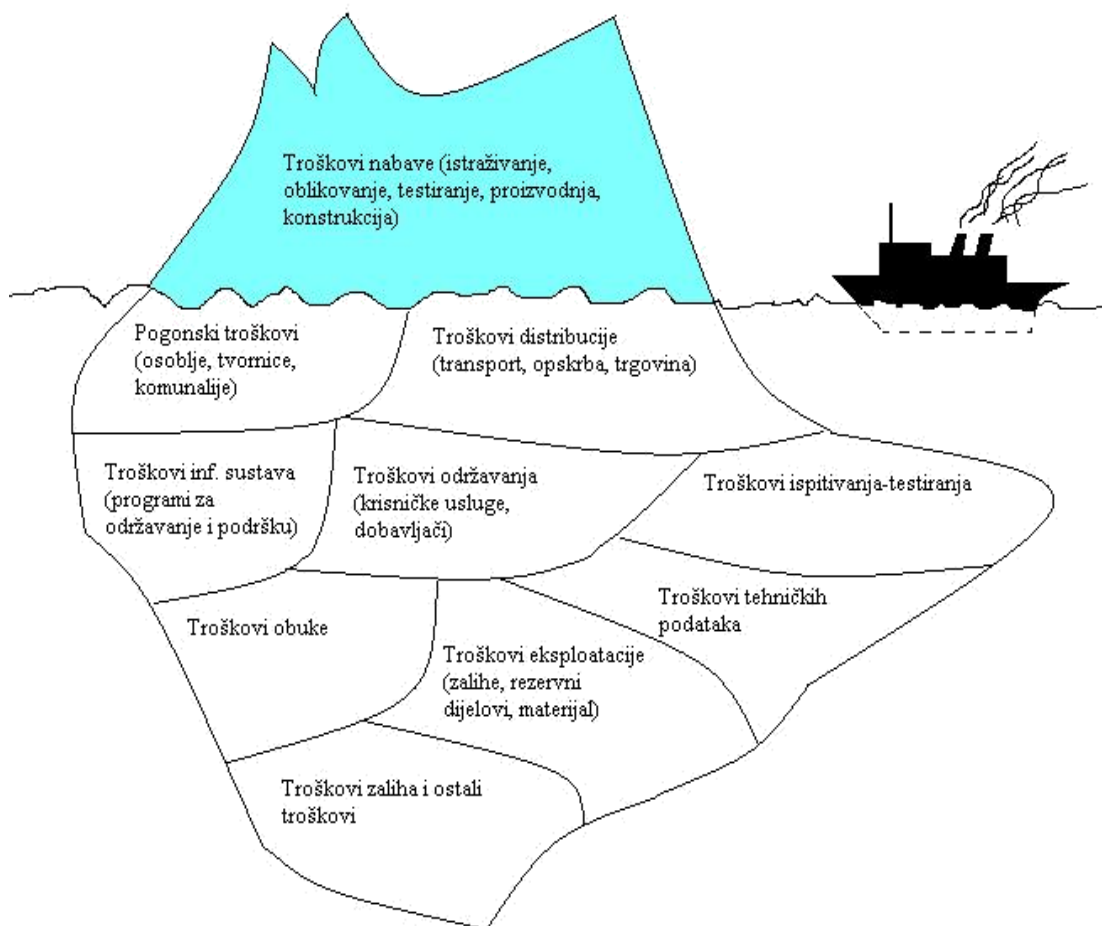 Troškovi nabave (istraživanje,
oblikovanje, testiranje, proizvodnja,
konstrukcija)
Pogonski troškovi
(osoblje, tvornice,
komunalije)
Troškovi distribucije
(transport, opskrba, trgovina)
Troškovi inf. sustava
(programi za
održavanje i podršku)
Troškovi održavanja
(krisničke usluge,
dobavljači)
Troškovi ispitivanja-testiranja
Troškovi obuke
Troškovi eksploatacije
(zalihe, rezervni
dijelovi, materijal)
Troškovi tehničkih
podataka
Troškovi zaliha i ostali
troškovi